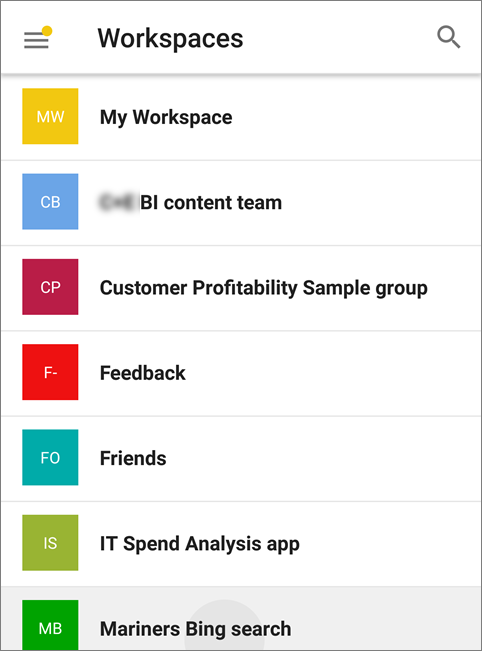 Workspaces
MW My Workspace
CB BI content team
CP Customer Profitability Sample group
F- Feedback
FO Friends
IS IT Spend Analysis app
MB Mariners Bing search